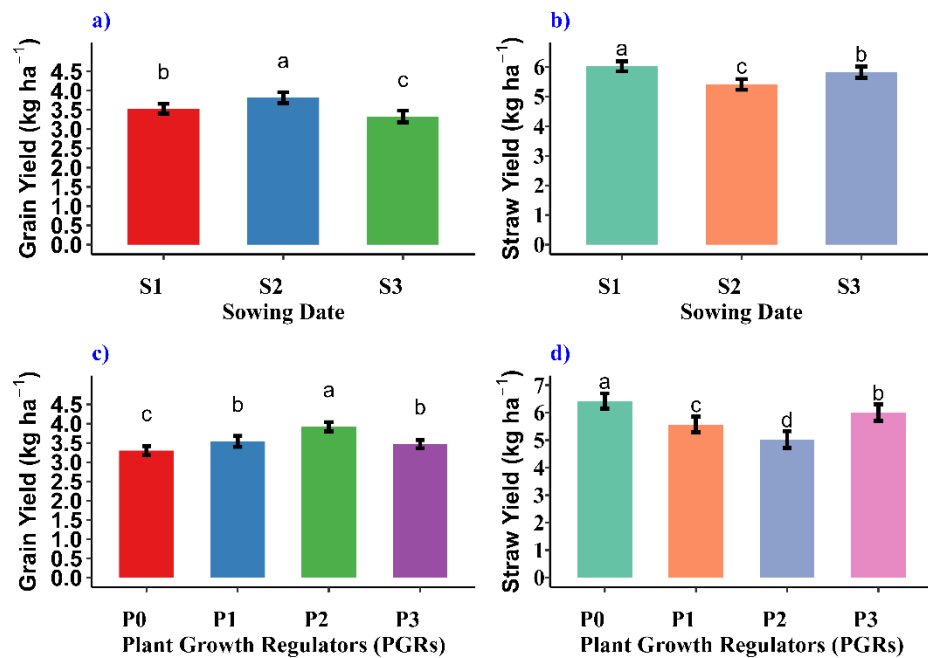 a)
Grain Yield (kg ha⁻¹)
4.5
4.0
3.5
3.0
2.5
2.0
1.5
1.0
0.5
0.0
b
a
c
S1 S2 S3
Sowing Date
b)
Straw Yield (kg ha⁻¹)
6
5
4
3
2
1
0
a
c
b
S1 S2 S3
Sowing Date
c)
Grain Yield (kg ha⁻¹)
4.5
4.0
3.5
3.0
2.5
2.0
1.5
1.0
0.5
0.0
c
b
a
b
P0 P1 P2 P3
Plant Growth Regulators (PGRs)
d)
Straw Yield (kg ha⁻¹)
7
6
5
4
3
2
1
0
a
c
d
b
P0 P1 P2 P3
Plant Growth Regulators (PGRs)